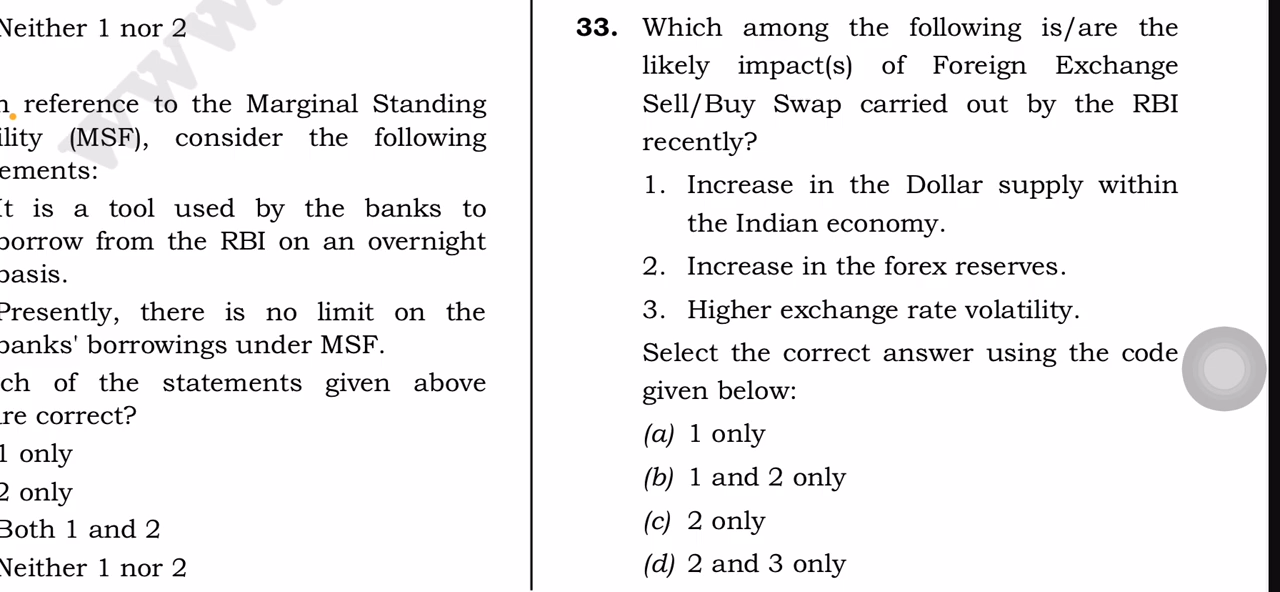 Neither 1 nor 2
reference to the Marginal Standing
(MSF), consider the following
It is a tool used by the banks to
borrow from the RBI on an overnight
basis.
Presently, there is no limit on the
banks' borrowings under MSF.
of the statements given above
correct?
1 only
2 only
Both 1 and 2
Neither 1 nor 2
33. Which among the following is/are the
likely impact(s) of Foreign Exchange
Sell/Buy Swap carried out by the RBI
recently?
1. Increase in the Dollar supply within
the Indian economy.
2. Increase in the forex reserves.
3. Higher exchange rate volatility.
Select the correct answer using the code
given below:
(a) 1 only
(b) 1 and 2 only
(c) 2 only
(d) 2 and 3 only
www.